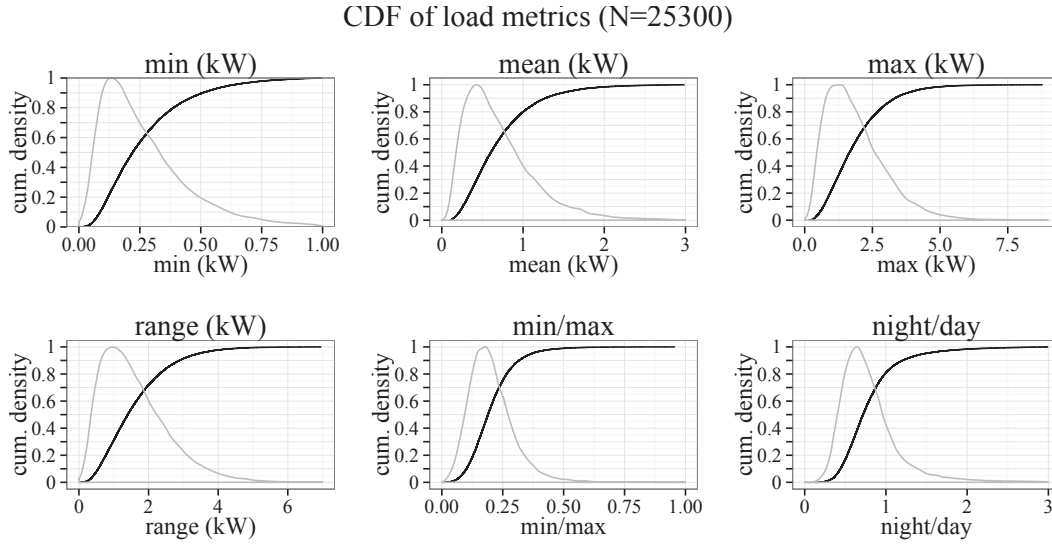 CDF of load metrics (N=25300)
min (kW)
mean (kW)
max (kW)
cum. density
1
0.8
0.6
0.4
0.2
0
0.00 0.25 0.50 0.75 1.00
min (kW)
cum. density
1
0.8
0.6
0.4
0.2
0
0 1 2 3
mean (kW)
cum. density
1
0.8
0.6
0.4
0.2
0
0.0 2.5 5.0 7.5
max (kW)
range (kW)
min/max
night/day
cum. density
1
0.8
0.6
0.4
0.2
0
0 2 4 6
range (kW)
cum. density
1
0.8
0.6
0.4
0.2
0
0.00 0.25 0.50 0.75 1.00
min/max
cum. density
1
0.8
0.6
0.4
0.2
0
0 1 2 3
night/day